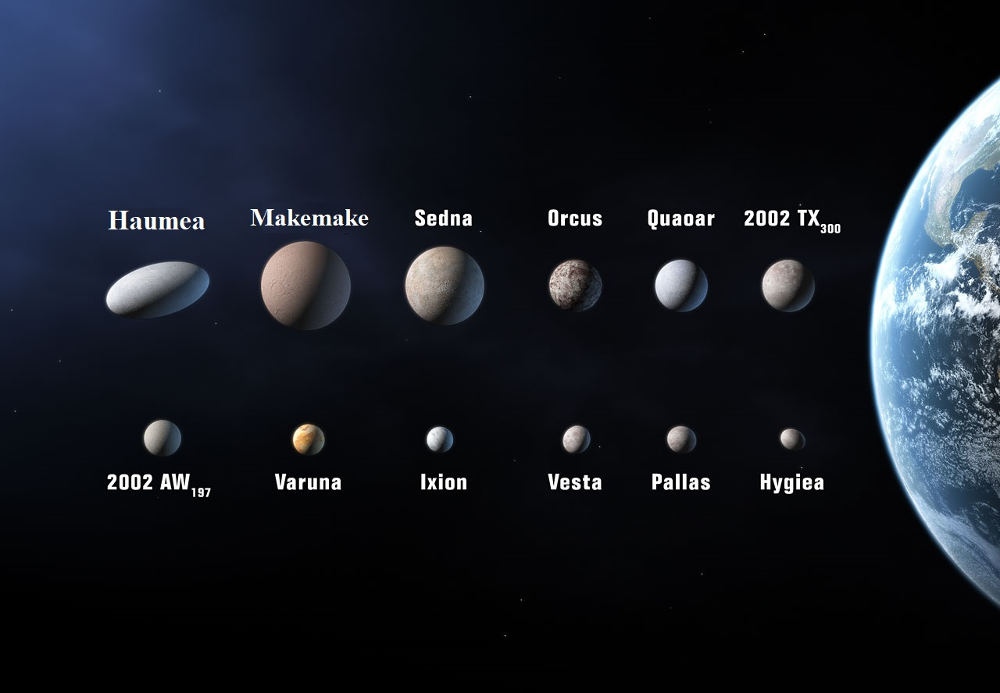 Haumea Makemake Sedna Orcus Quaoar 2002 TX300
2002 AW197 Varuna Ixion Vesta Pallas Hygiea